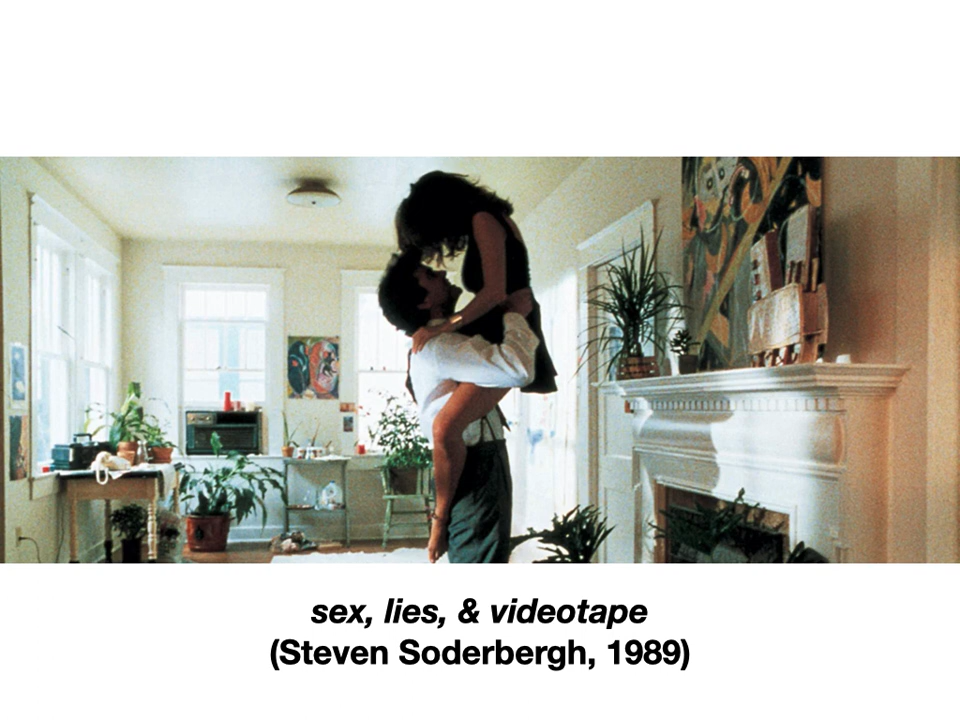 sex, lies, & videotape
(Steven Soderbergh, 1989)